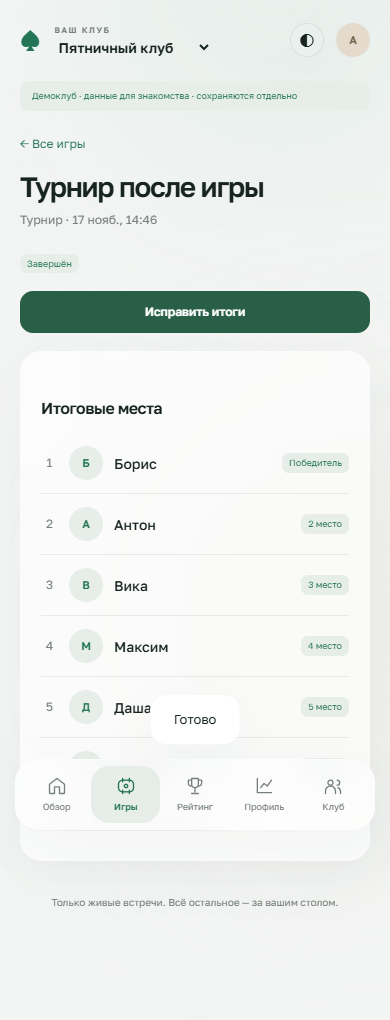 ВАШ КЛУБ
Пятничный клуб
А
Демоклуб · данные для знакомства · сохраняются отдельно
← Все игры
Турнир после игры
Турнир · 17 нояб., 14:46
Завершён
Исправить итоги
Итоговые места
1 Б Борис Победитель
2 А Антон 2 место
3 В Вика 3 место
4 М Максим 4 место
5 Д Даша 5 место
Готово
Обзор Игры Рейтинг Профиль Клуб
Только живые встречи. Всё остальное — за вашим столом.